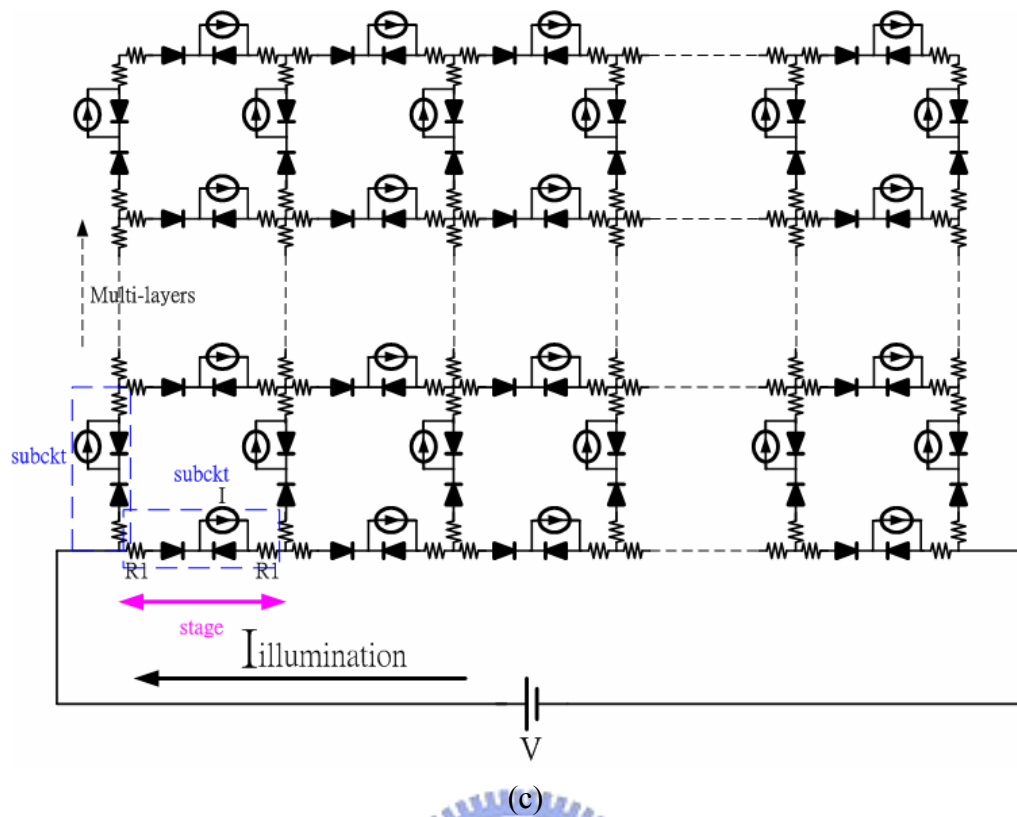 Multi-layers
subckt
subckt
I
R1
R1
stage
Iillumination
V
(c)